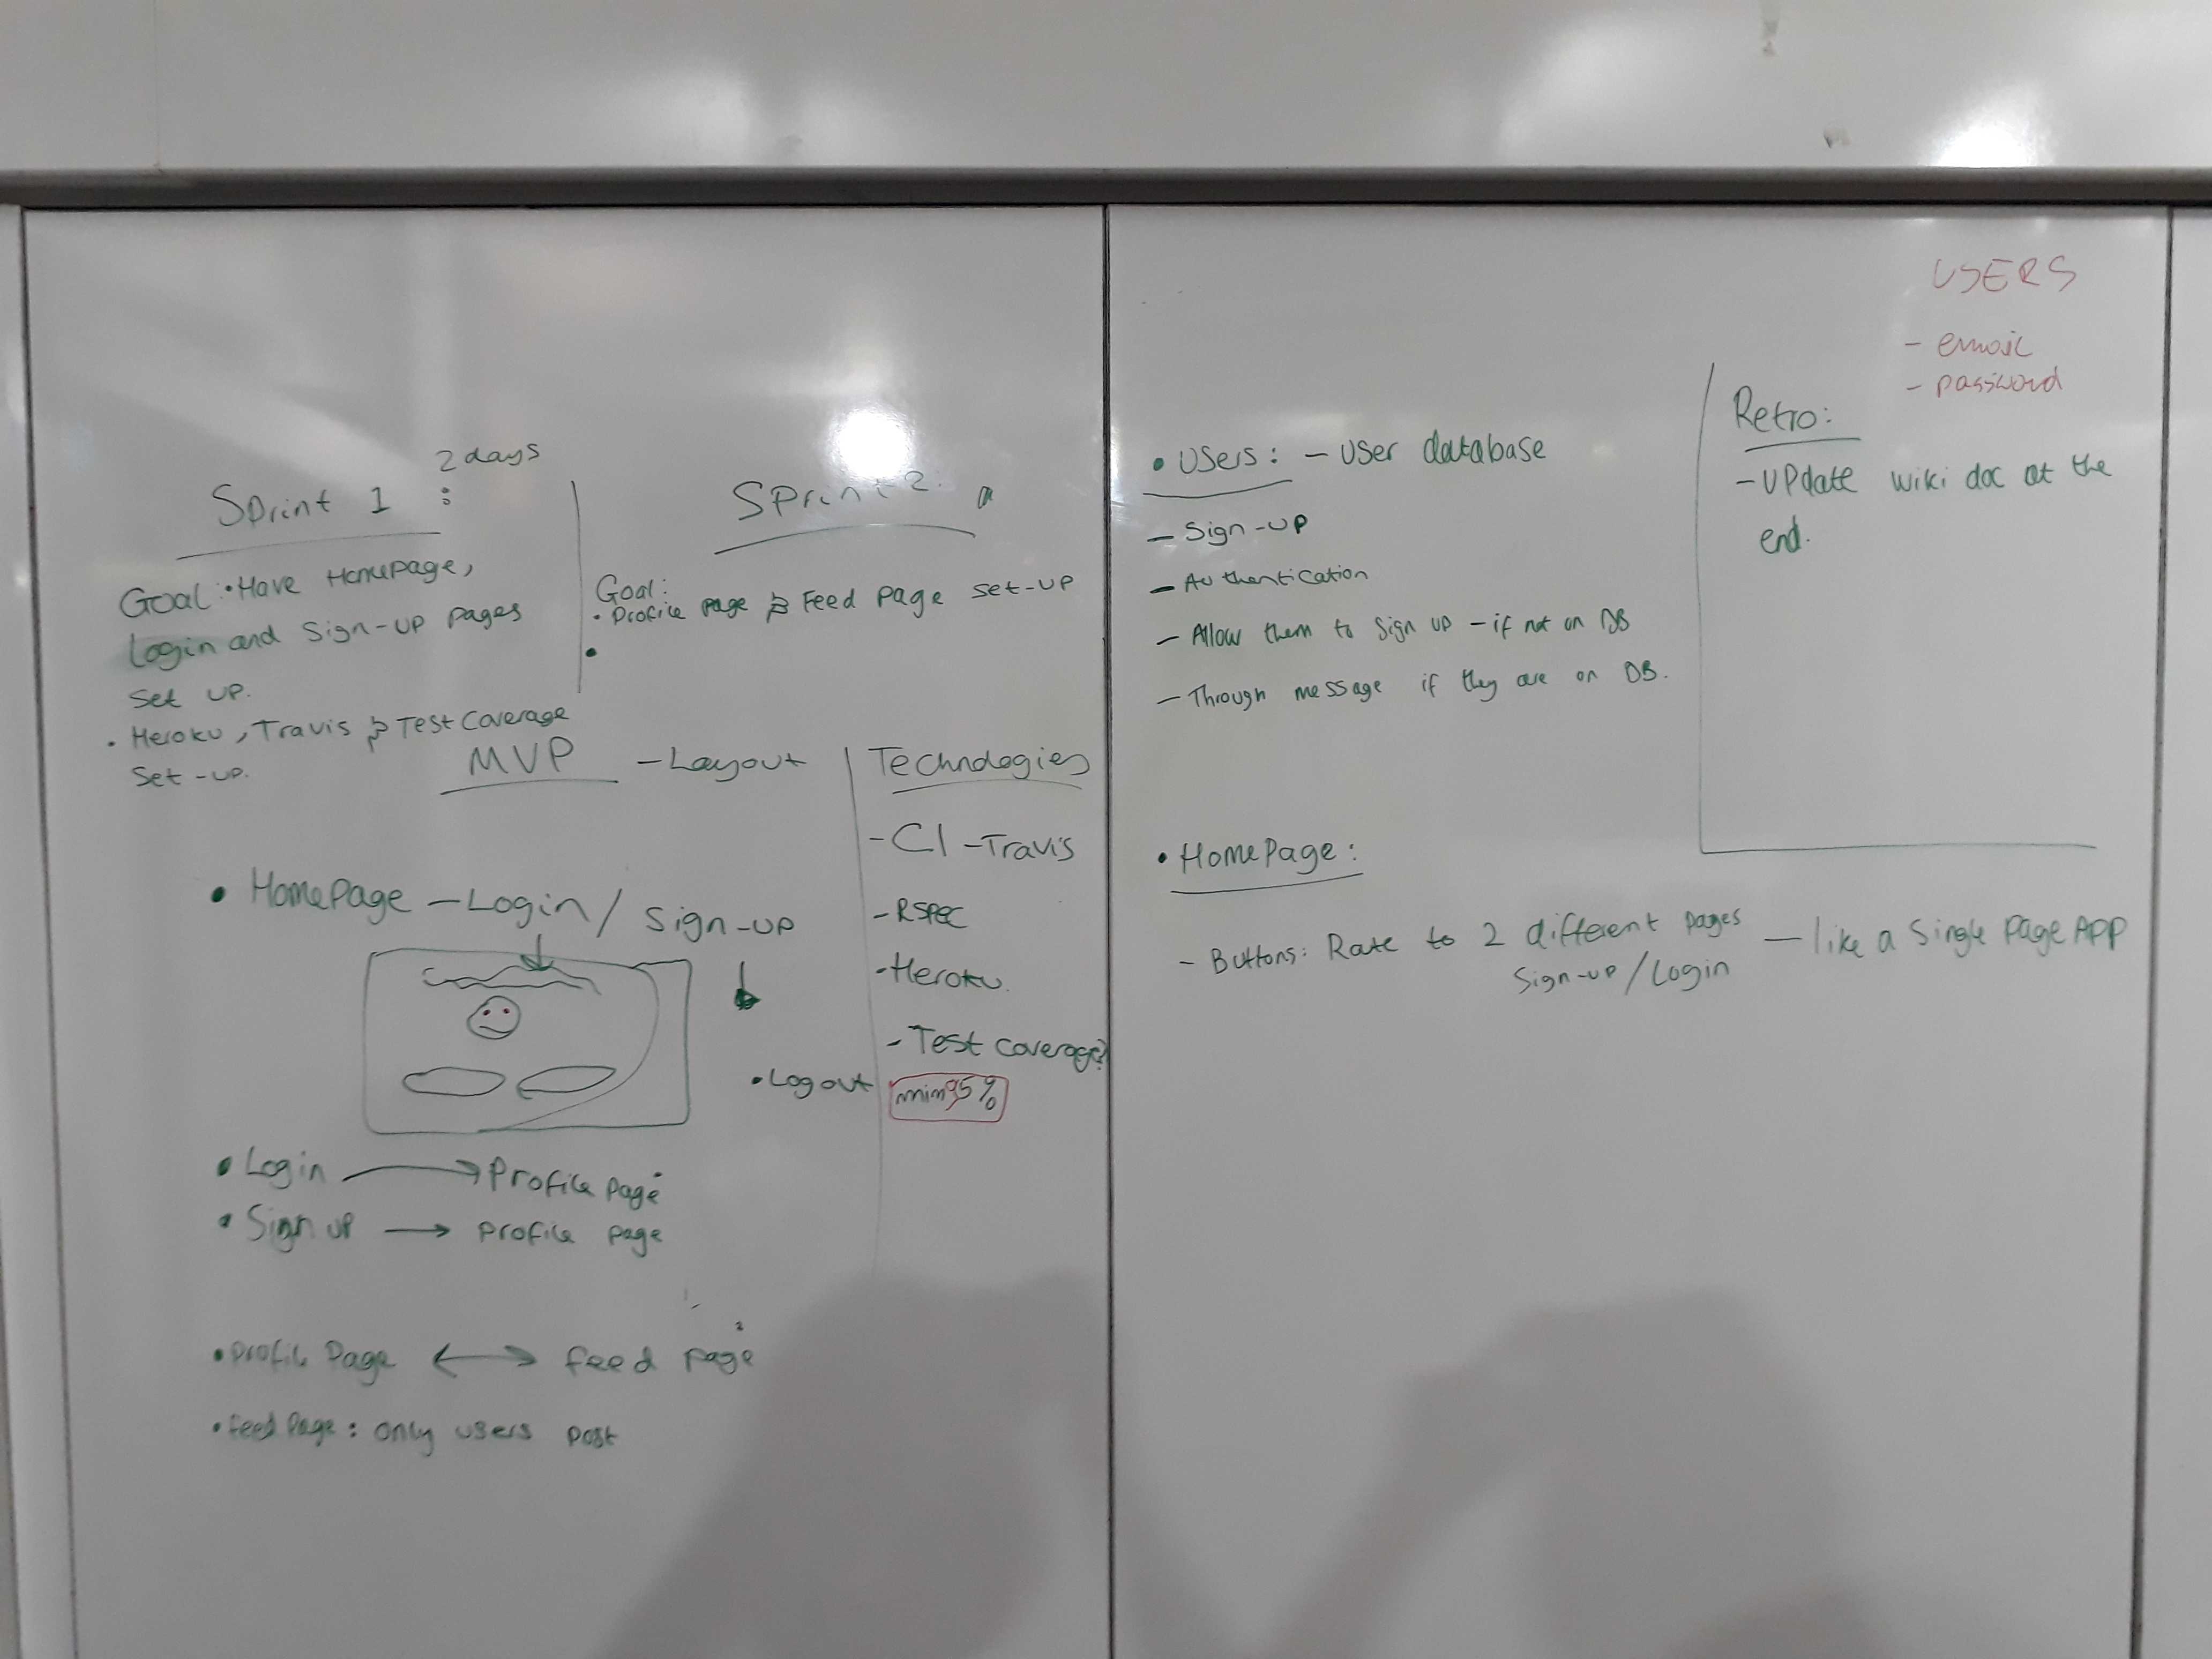 2 days
Sprint 1 :
Goal: • Have Homepage,
Login and Sign-up pages
set up.
• Heroku, Travis & Test Coverage
Set-up.
Sprint 2:
Goal:
• Profile page & Feed page set-up
•
MVP - Layout
• HomePage - Login / Sign-up
• Logout
• Login → Profile page
• Sign up → profile page
• Profile Page ↔ feed page
• Feed Page: only users post
Technologies
- CI - Travis
- RSPEC
- Heroku
- Test coverage?
min 95%
• Users: - User database
- Sign-up
- Authentication
- Allow them to sign up - if not on DB
- Through message if they are on DB.
USERS
- email
- password
Retro:
- Update wiki doc at the
end.
• HomePage:
- Buttons: Rate to 2 different pages - like a Single Page App
Sign-up / Login